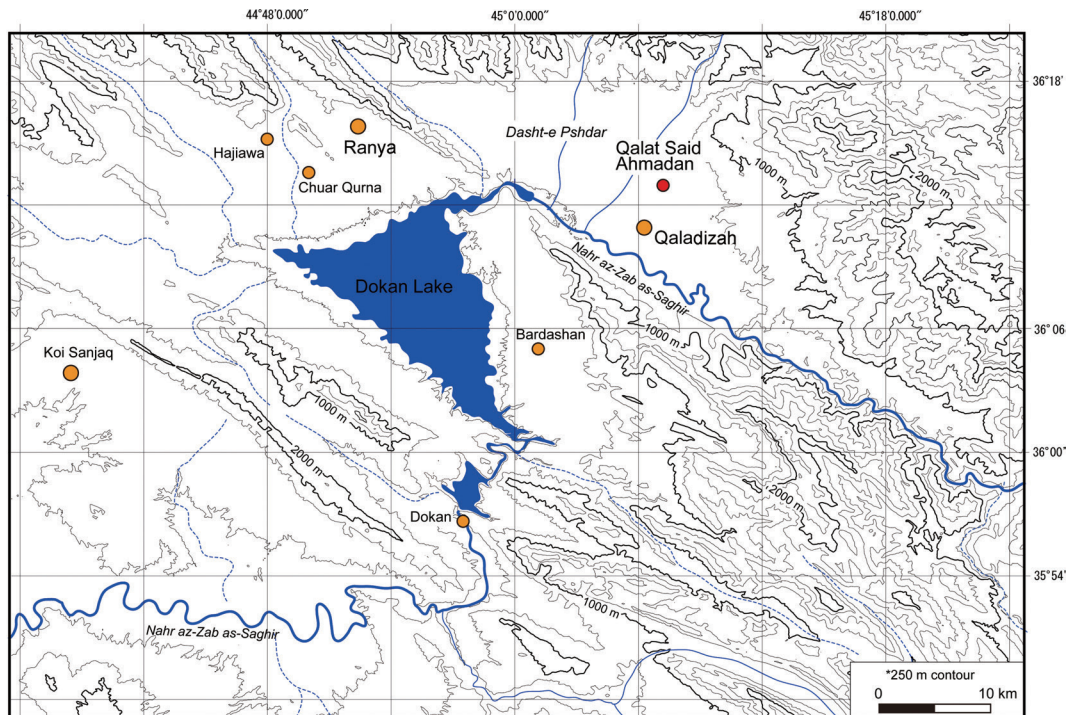 44°48'0.000"
45°0'0.000"
45°18'0.000"
36°18'
Dasht-e Pshdar
Ranya
Hajiawa
Qalat Said
Ahmadan
1000 m
2000 m
Chuar Qurna
Qaladizah
Nahr az-Zab as-Saghir
Dokan Lake
1000 m
36°06'
Bardashan
Koi Sanjaq
1000 m
2000 m
36°00'
2000 m
Dokan
35°54'
1000 m
Nahr az-Zab as-Saghir
*250 m contour
0 10 km